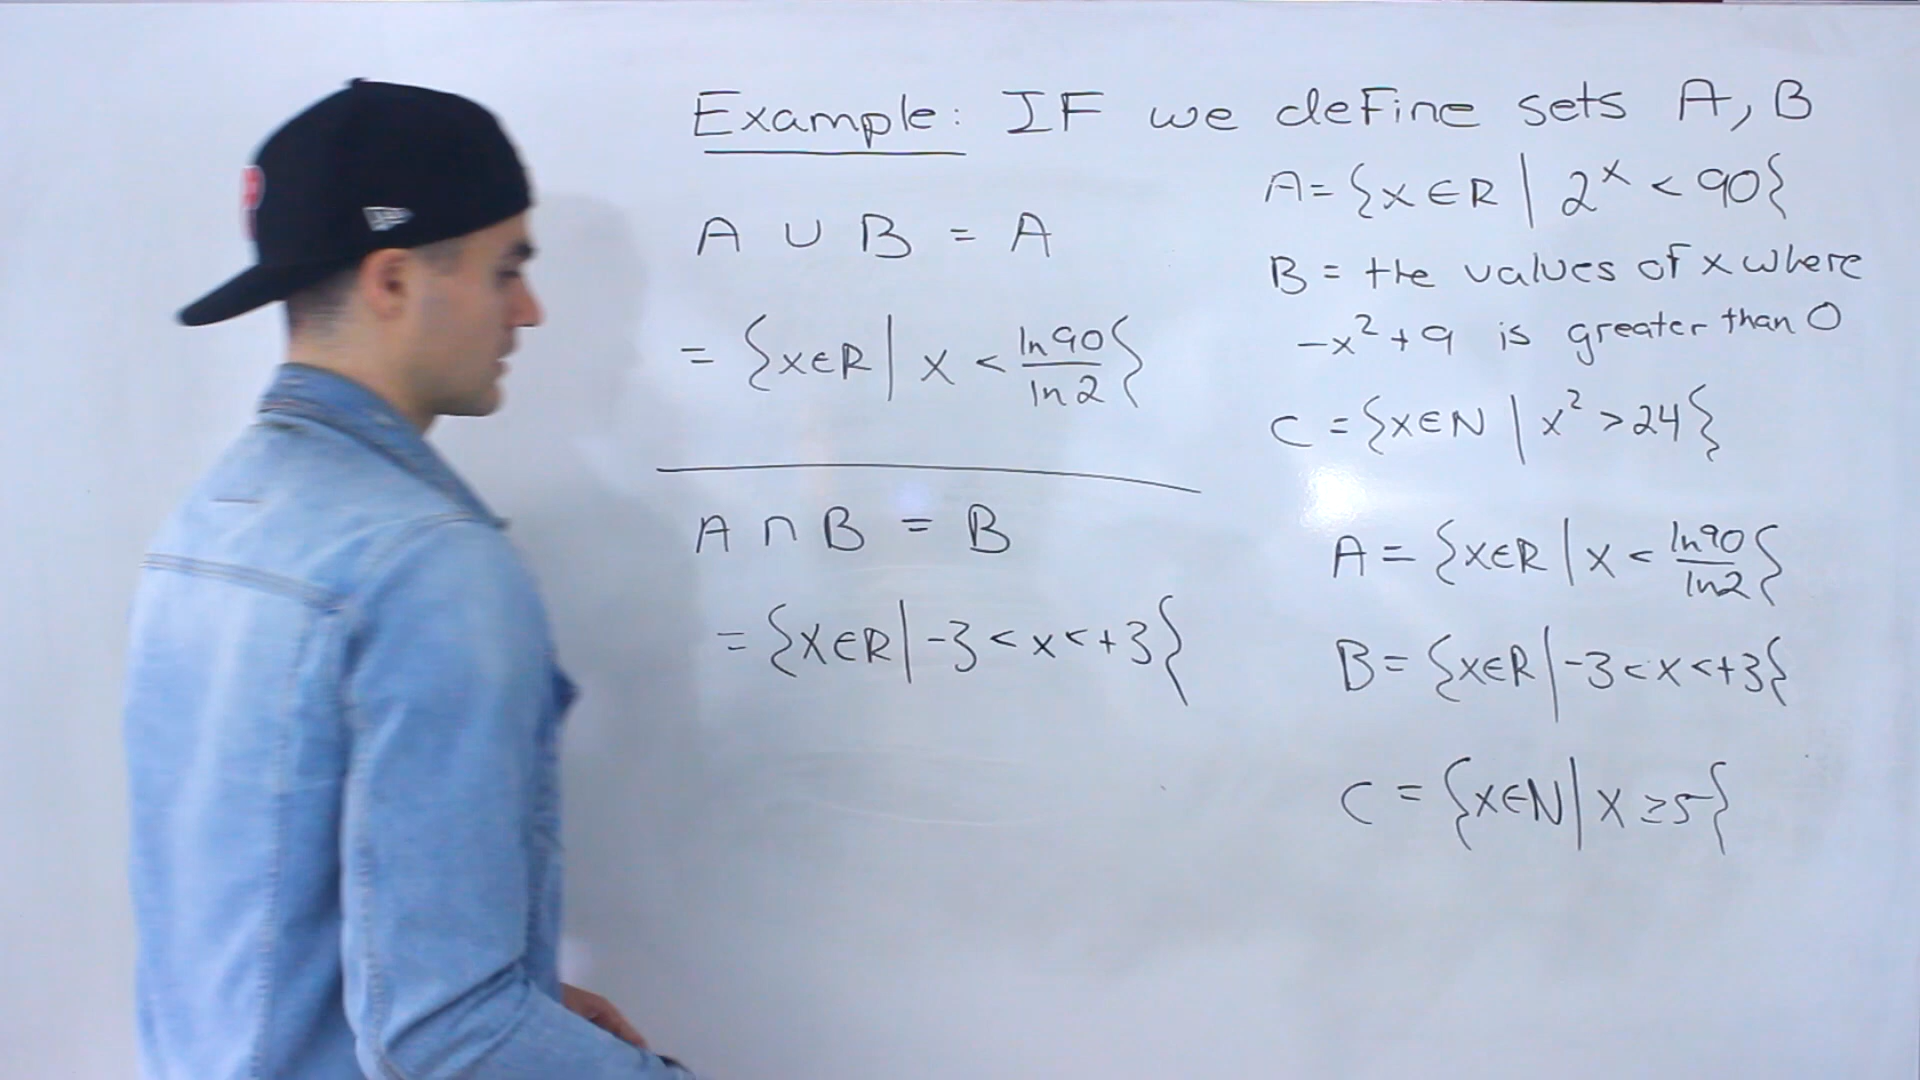 Example: IF we define sets A, B
A ∪ B = A
= {x∈R | x < ln90/ln2}
A ∩ B = B
= {x∈R | -3 < x < +3}
A = {x∈R | 2^x < 90}
B = the values of x where
-x² + 9 is greater than 0
C = {x∈N | x² > 24}
A = {x∈R | x < ln90/ln2}
B = {x∈R | -3 < x < +3}
C = {x∈N | x ≥ 5}